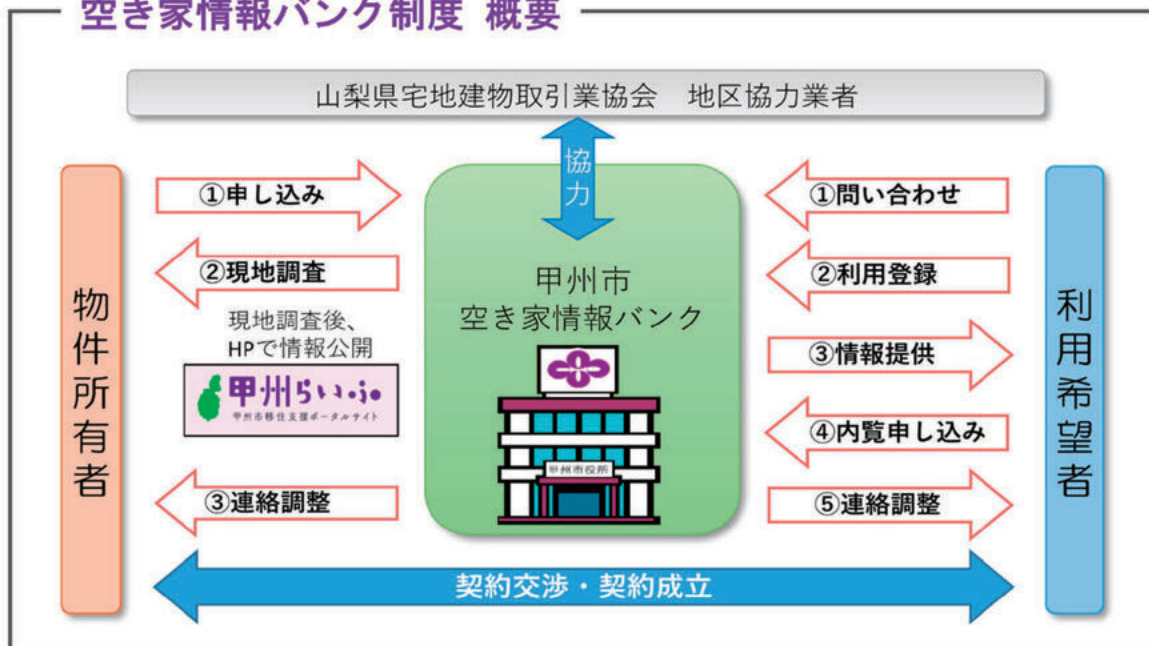 空き家情報バンク制度 概要
山梨県宅地建物取引業協会 地区協力業者
協力
物件所有者
①申し込み
②現地調査
現地調査後、
HPで情報公開
甲州らいふ
甲州市移住支援ポータルサイト
③連絡調整
甲州市
空き家情報バンク
甲州市役所
①問い合わせ
②利用登録
③情報提供
④内覧申し込み
⑤連絡調整
利用希望者
契約交渉・契約成立